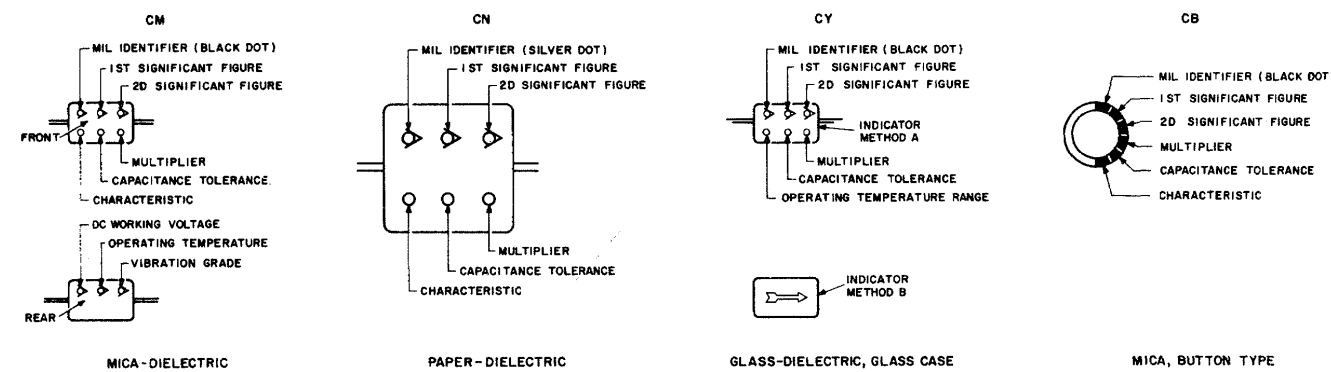 CM
MIL IDENTIFIER (BLACK DOT)
1ST SIGNIFICANT FIGURE
2D SIGNIFICANT FIGURE
FRONT
MULTIPLIER
CAPACITANCE TOLERANCE
CHARACTERISTIC
DC WORKING VOLTAGE
OPERATING TEMPERATURE
VIBRATION GRADE
REAR
MICA-DIELECTRIC
CN
MIL IDENTIFIER (SILVER DOT)
1ST SIGNIFICANT FIGURE
2D SIGNIFICANT FIGURE
MULTIPLIER
CAPACITANCE TOLERANCE
CHARACTERISTIC
PAPER-DIELECTRIC
CY
MIL IDENTIFIER (BLACK DOT)
1ST SIGNIFICANT FIGURE
2D SIGNIFICANT FIGURE
INDICATOR
METHOD A
MULTIPLIER
CAPACITANCE TOLERANCE
OPERATING TEMPERATURE RANGE
INDICATOR
METHOD B
GLASS-DIELECTRIC, GLASS CASE
CB
MIL IDENTIFIER (BLACK DOT
1ST SIGNIFICANT FIGURE
2D SIGNIFICANT FIGURE
MULTIPLIER
CAPACITANCE TOLERANCE
CHARACTERISTIC
MICA, BUTTON TYPE